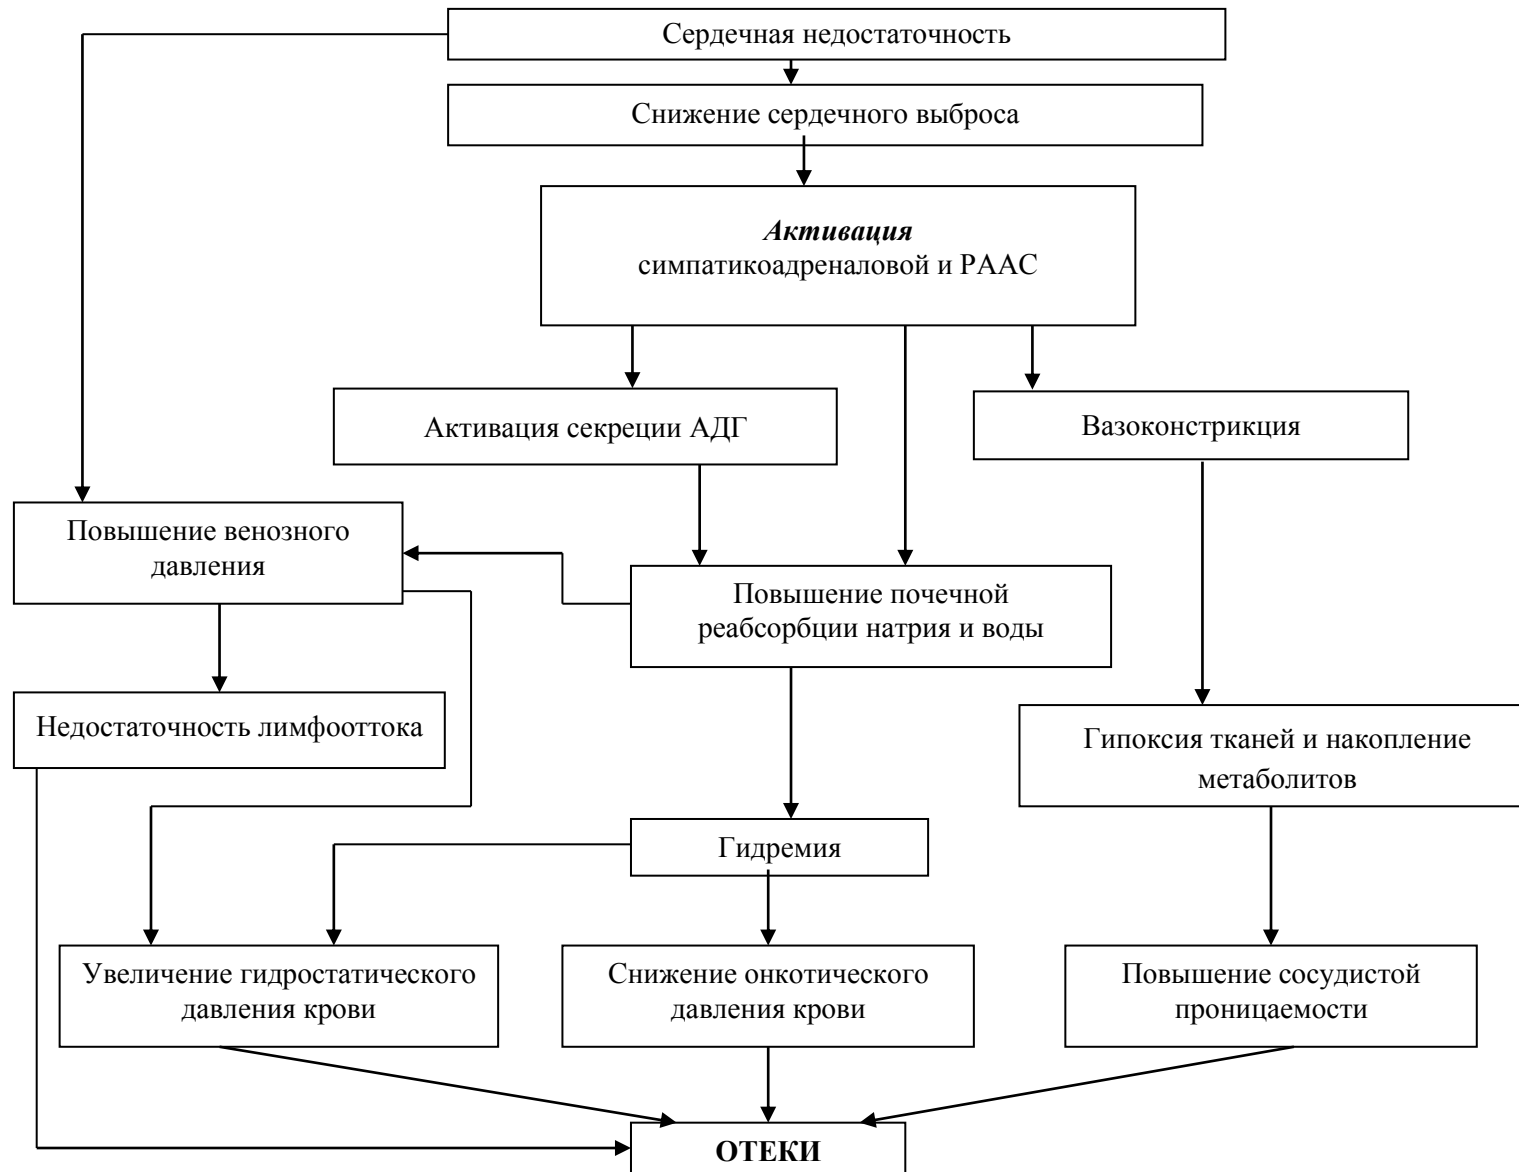 Сердечная недостаточность
Снижение сердечного выброса
Активация
симпатикоадреналовой и РААС
Активация секреции АДГ
Вазоконстрикция
Повышение венозного
давления
Повышение почечной
реабсорбции натрия и воды
Недостаточность лимфооттока
Гипоксия тканей и накопление
метаболитов
Гидремия
Увеличение гидростатического
давления крови
Снижение онкотического
давления крови
Повышение сосудистой
проницаемости
ОТЕКИ